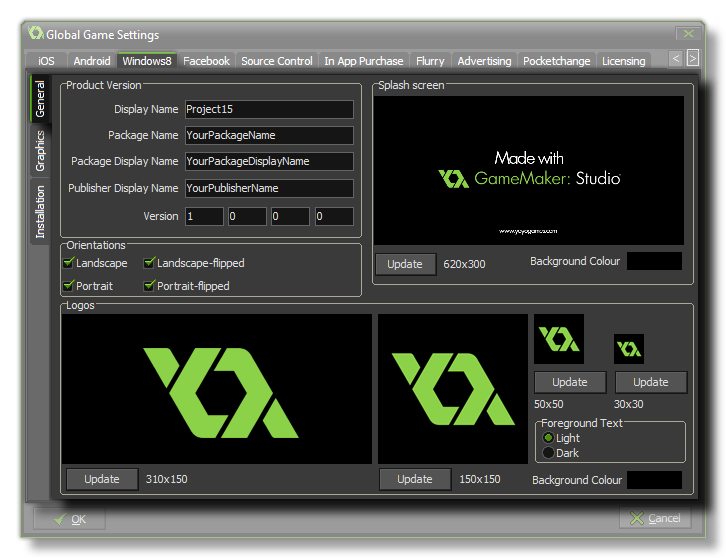 Global Game Settings
iOS Android Windows8 Facebook Source Control In App Purchase Flurry Advertising Pocketchange Licensing < >
General
Graphics
Installation
Product Version
Display Name Project15
Package Name YourPackageName
Package Display Name YourPackageDisplayName
Publisher Display Name YourPublisherName
Version 1 0 0 0
Orientations
Landscape Landscape-flipped
Portrait Portrait-flipped
Splash screen
Made with
GameMaker: Studio
www.yoyogames.com
Update 620x300 Background Colour
Logos
Update 310x150
Update 150x150
Update Update
50x50 30x30
Foreground Text
Light
Dark
Background Colour
OK Cancel